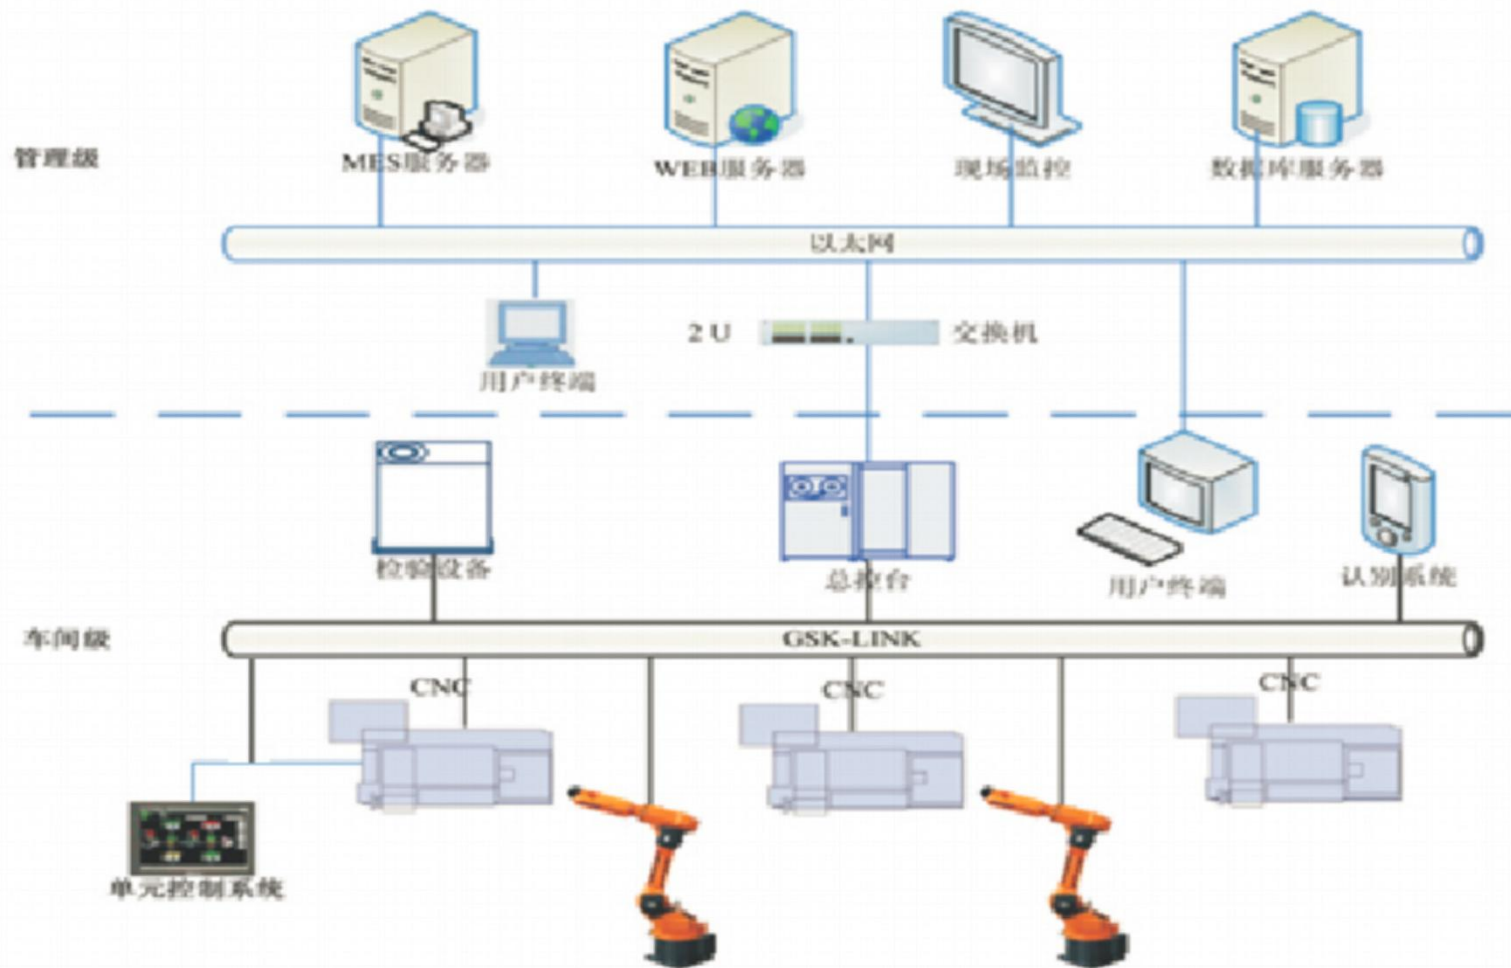 管理级
MES服务器
WEB服务器
现场监控
数据库服务器
以太网
2 U
交换机
用户终端
检验设备
总控台
用户终端
认别系统
车间级
GSK-LINK
CNC
CNC
CNC
单元控制系统